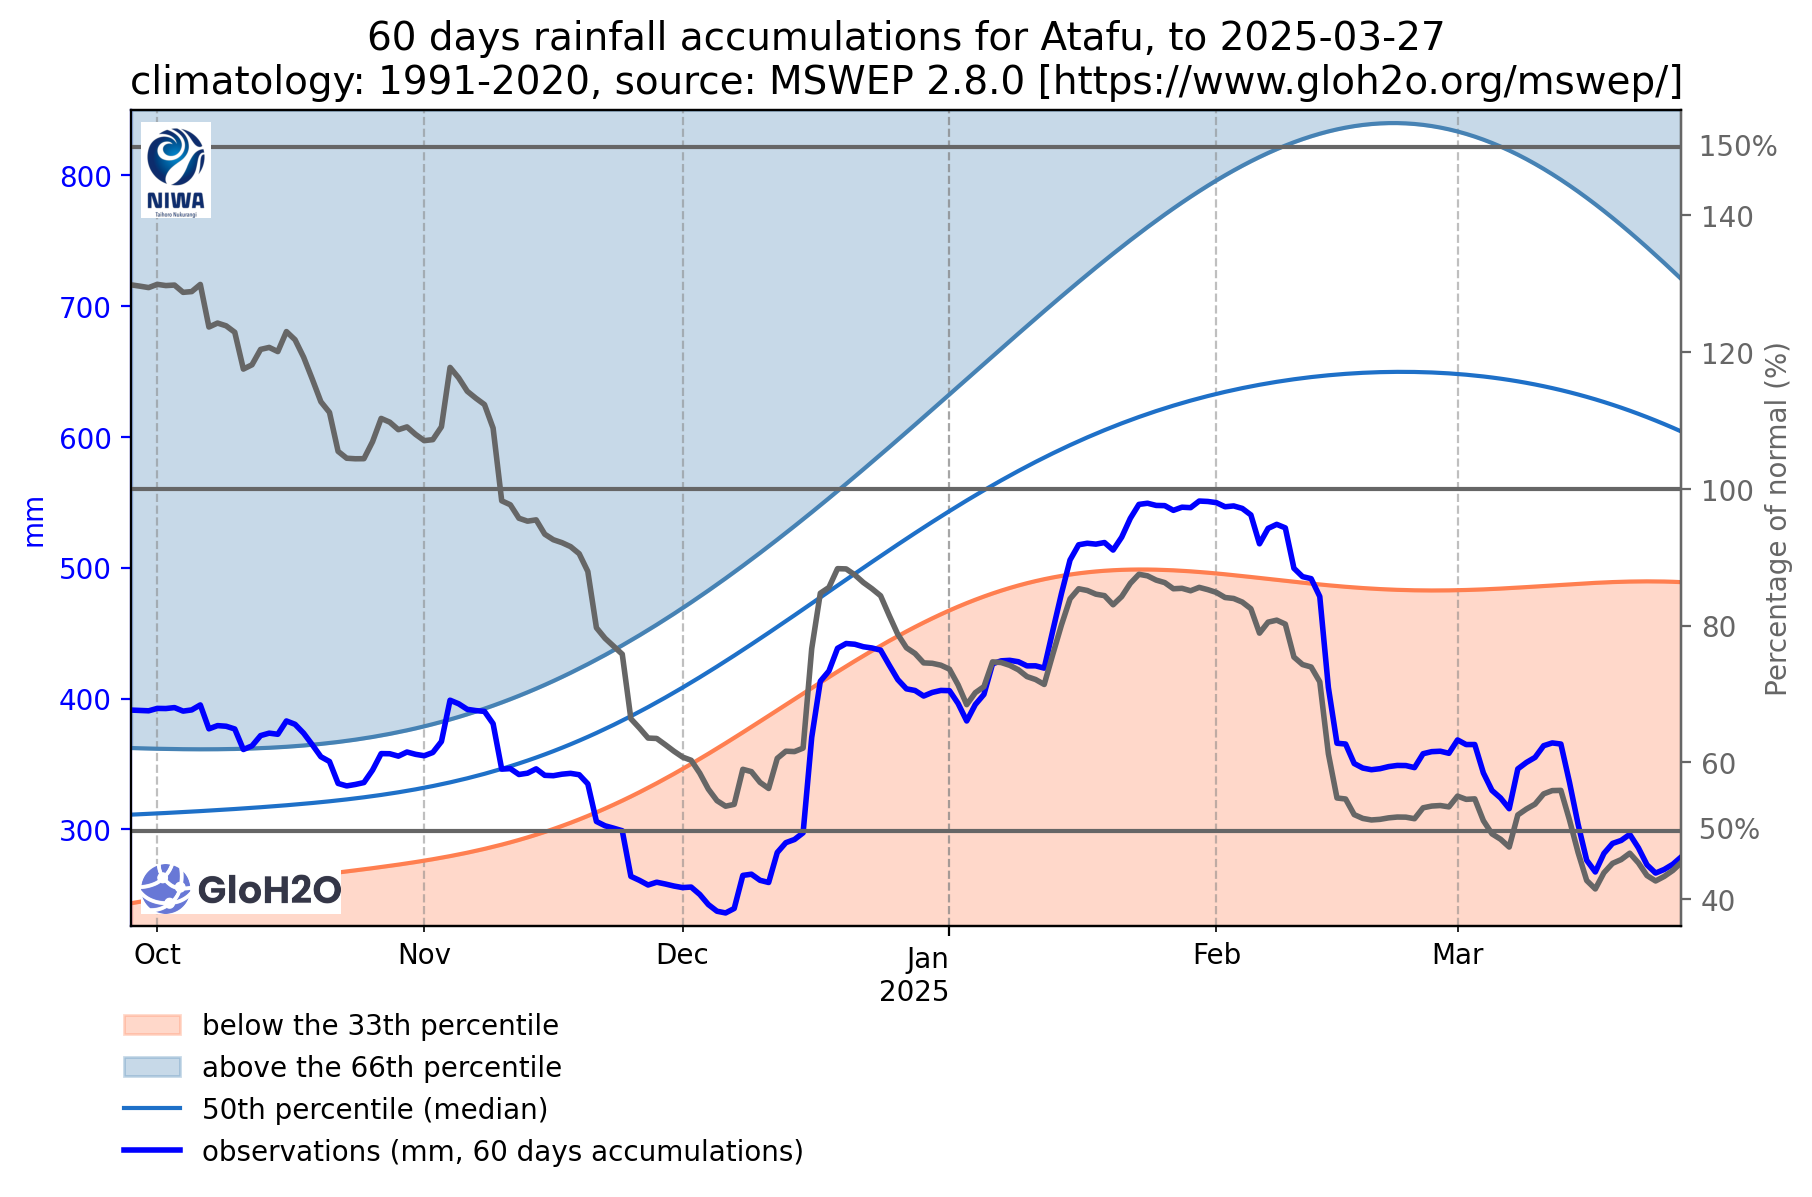 60 days rainfall accumulations for Atafu, to 2025-03-27
climatology: 1991-2020, source: MSWEP 2.8.0 [https://www.gloh2o.org/mswep/]
NIWA
Taihoro Nukurangi
800
700
600
500
400
300
mm
150%
140
120
100
80
60
50%
40
Percentage of normal (%)
GloH2O
Oct
Nov
Dec
Jan
2025
Feb
Mar
below the 33th percentile
above the 66th percentile
50th percentile (median)
observations (mm, 60 days accumulations)